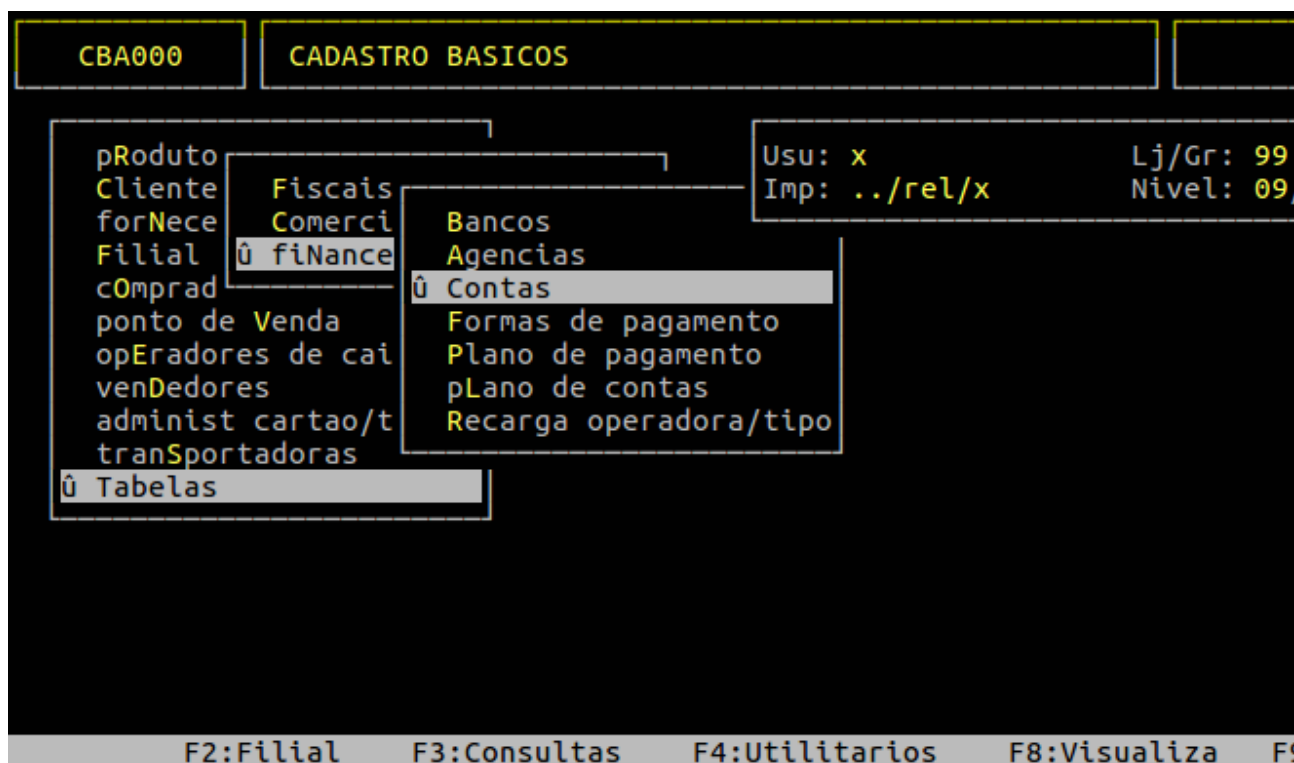 CBA000 CADASTRO BASICOS
Usu: x Lj/Gr: 99
Imp: ../rel/x Nivel: 09/
pRoduto
Cliente
forNece
Filial
cOmprad
ponto de Venda
opEradores de cai
venDedores
administ cartao/t
tranSportadoras
û Tabelas
Fiscais
Comerci
û fiNance
Bancos
Agencias
û Contas
Formas de pagamento
Plano de pagamento
pLano de contas
Recarga operadora/tipo
F2:Filial F3:Consultas F4:Utilitarios F8:Visualiza